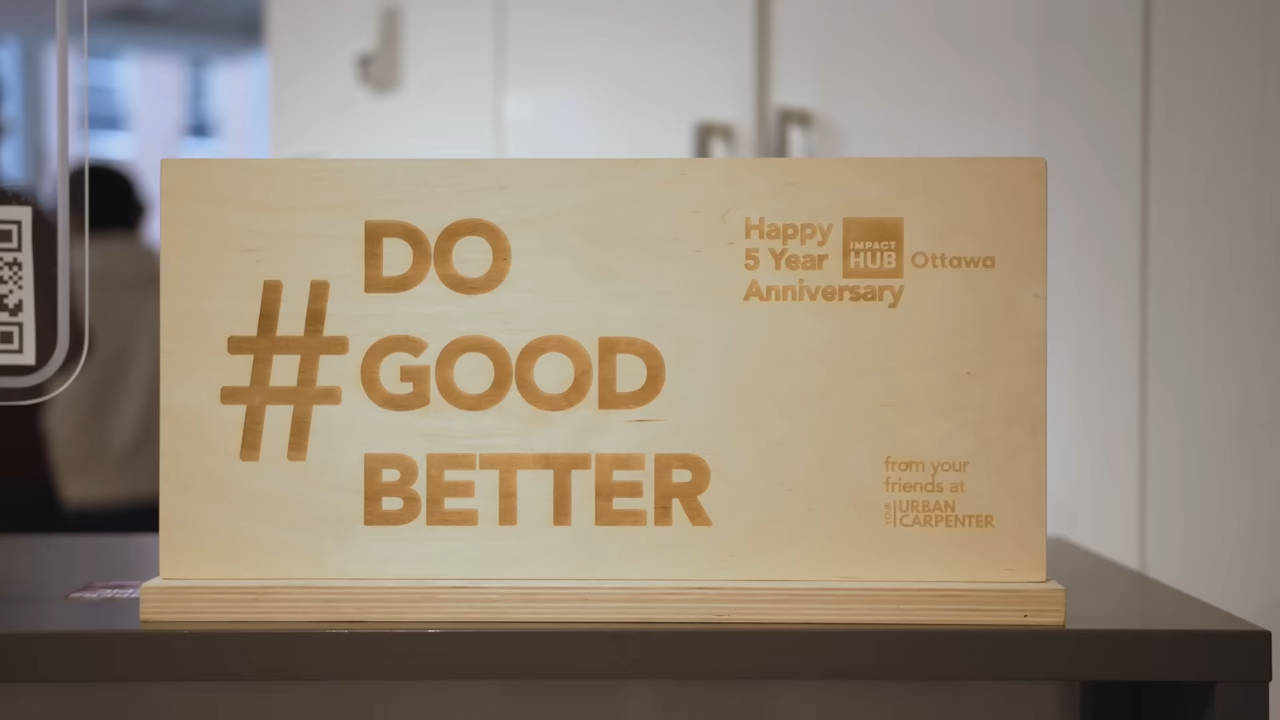 #
DO
GOOD
BETTER
Happy
5 Year
Anniversary
IMPACT
HUB
Ottawa
from your
friends at
YOUR
URBAN
CARPENTER